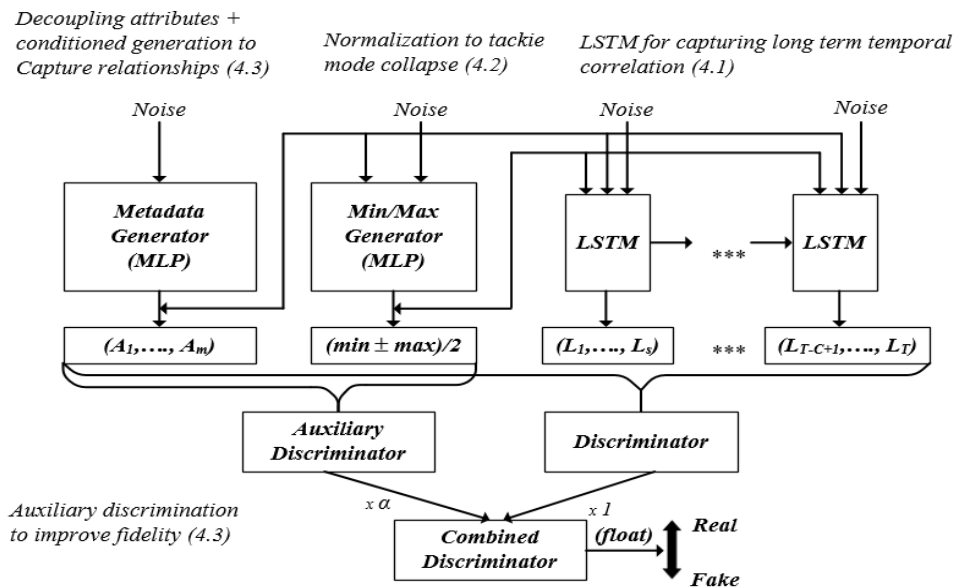 Decoupling attributes +
conditioned generation to
Capture relationships (4.3)
Normalization to tackie
mode collapse (4.2)
LSTM for capturing long term temporal
correlation (4.1)
Noise
Noise
Noise
Noise
Metadata
Generator
(MLP)
Min/Max
Generator
(MLP)
LSTM
***
LSTM
(A1,...., Am)
(min ± max)/2
(L1,...., Ls)
***
(LT-C+1,...., LT)
Auxiliary
Discriminator
Discriminator
Auxiliary discrimination
to improve fidelity (4.3)
x α
x 1
Combined
Discriminator
(float)
Real
Fake